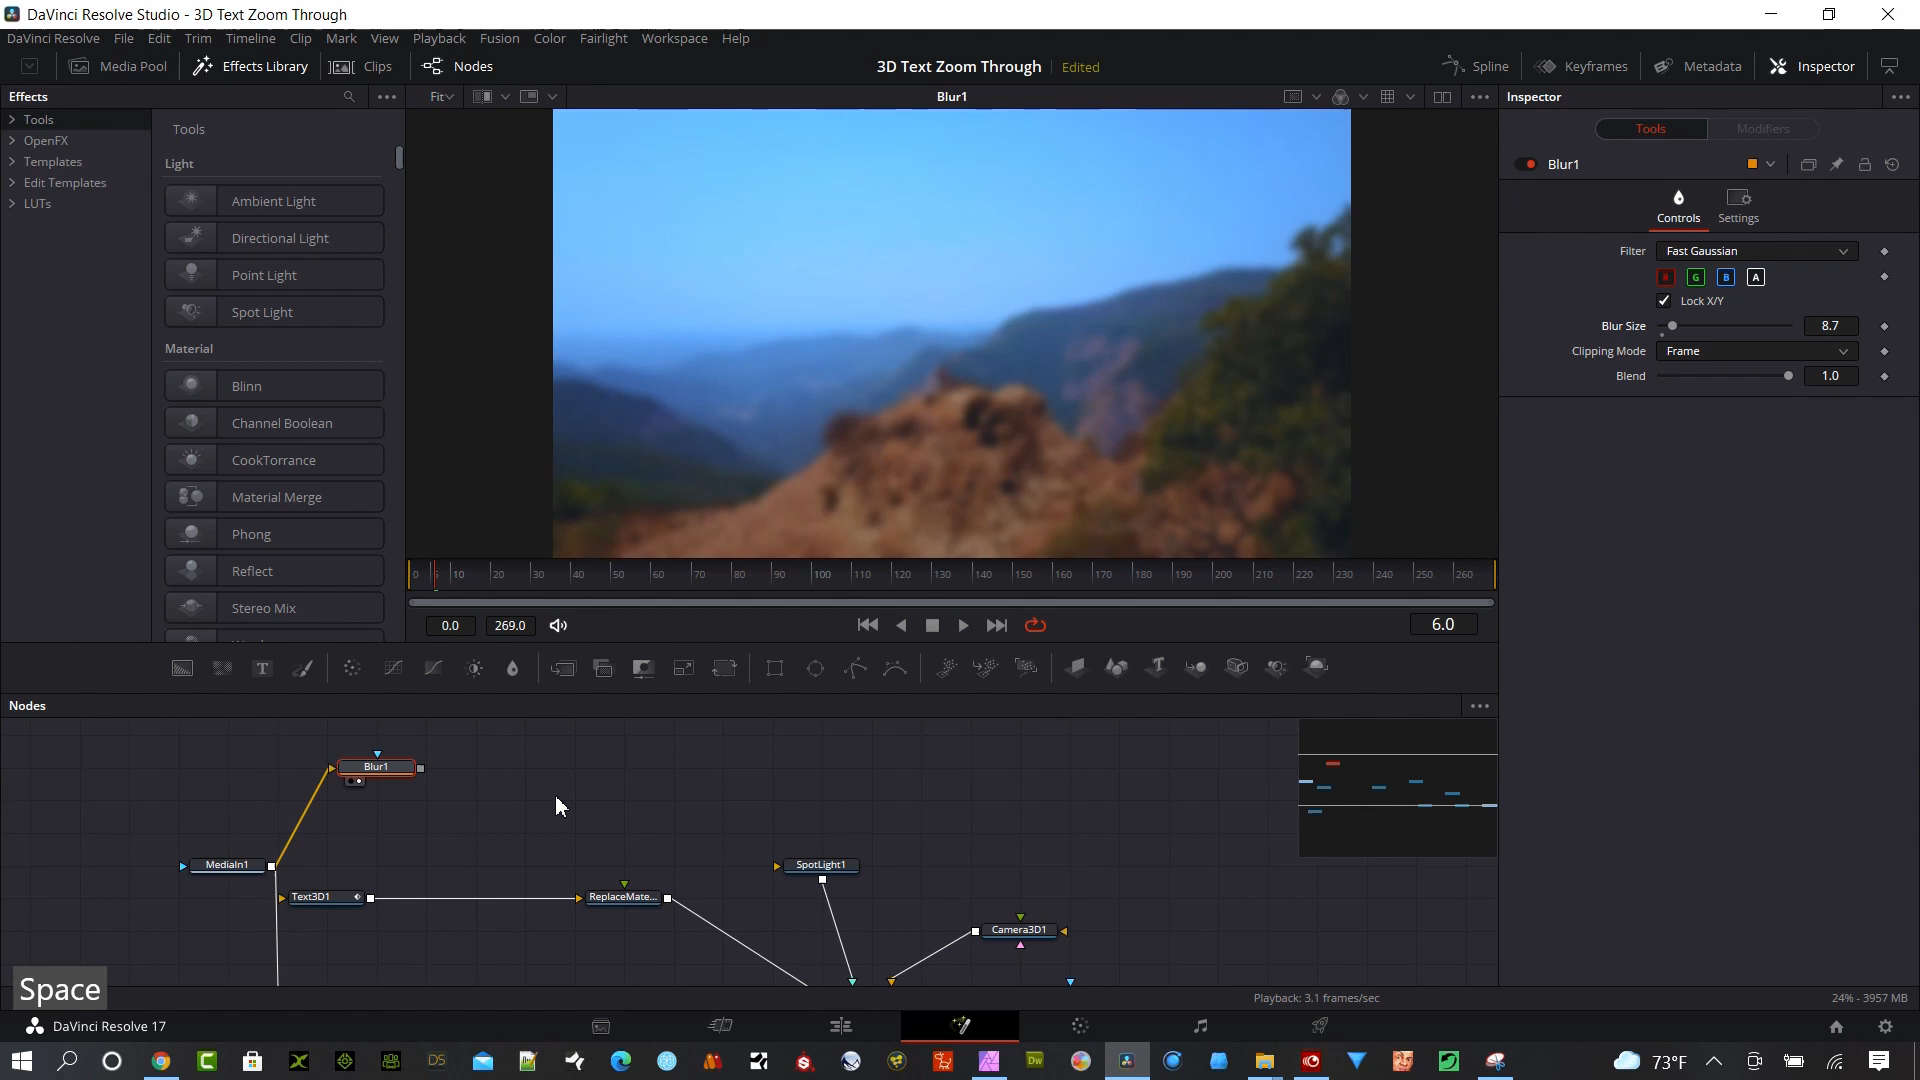 DaVinci Resolve Studio - 3D Text Zoom Through
DaVinci Resolve File Edit Trim Timeline Clip Mark View Playback Fusion Color Fairlight Workspace Help
Media Pool Effects Library Clips Nodes 3D Text Zoom Through Edited Spline Keyframes Metadata Inspector
Effects Fit Blur1 Inspector
Tools
OpenFX
Templates
Edit Templates
LUTs
Tools
Light
Ambient Light
Directional Light
Point Light
Spot Light
Material
Blinn
Channel Boolean
CookTorrance
Material Merge
Phong
Reflect
Stereo Mix
Tools Modifiers
Blur1
Controls Settings
Filter Fast Gaussian
R G B A
Lock X/Y
Blur Size 8.7
Clipping Mode Frame
Blend 1.0
0 5 10 20 30 40 50 60 70 80 90 100 110 120 130 140 150 160 170 180 190 200 210 220 230 240 250 260
0.0 269.0 6.0
Nodes
Blur1
MediaIn1
SpotLight1
Text3D1
ReplaceMate...
Camera3D1
Space
Playback: 3.1 frames/sec 24% - 3957 MB
DaVinci Resolve 17
DS Dw 73°F